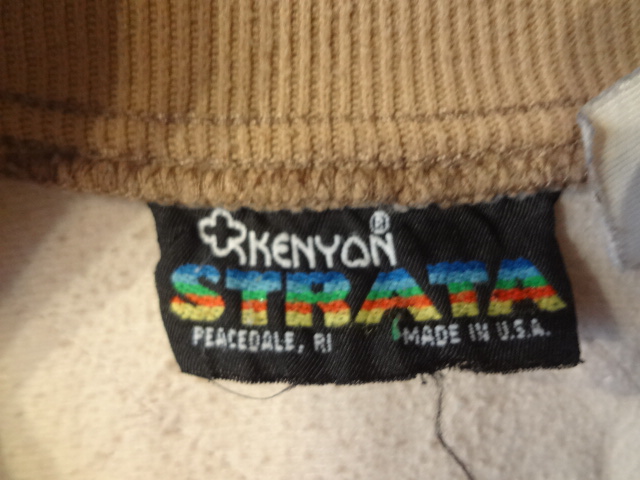 KENYON®
STRATA
PEACEDALE, RI MADE IN U.S.A.